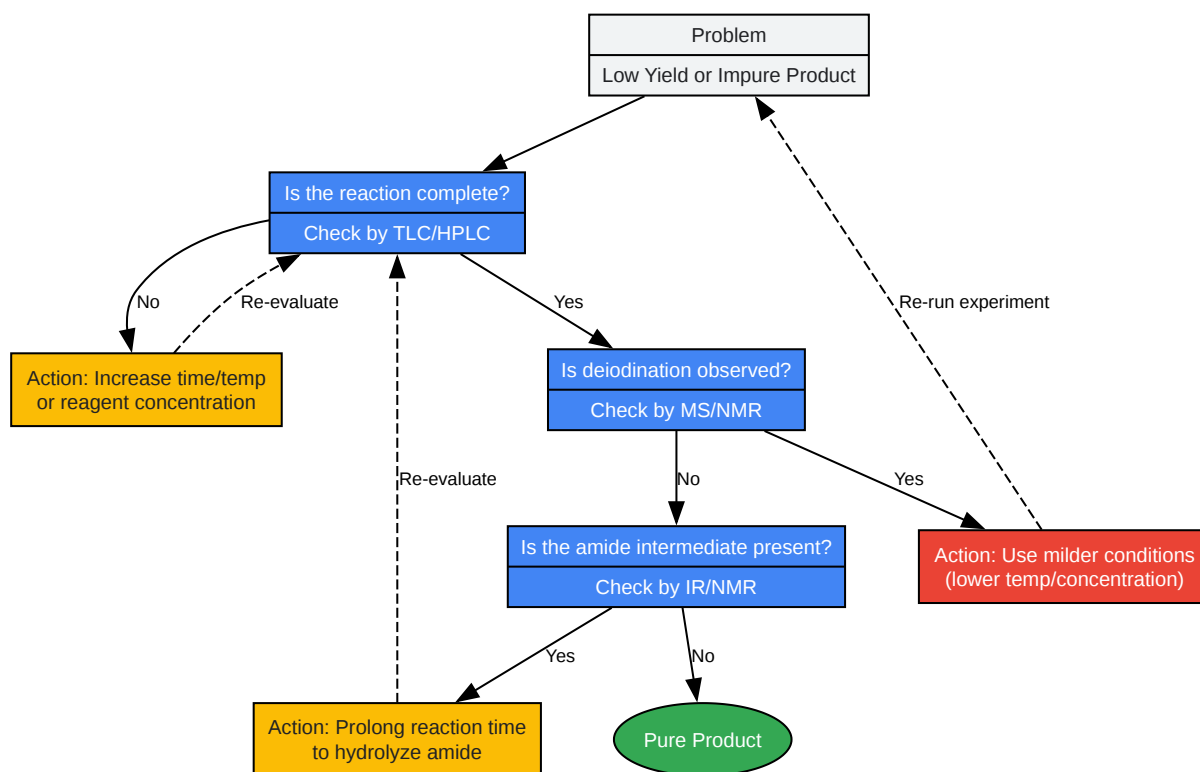 Problem
Low Yield or Impure Product
Is the reaction complete?
Check by TLC/HPLC
No
Re-evaluate
Yes
Re-run experiment
Action: Increase time/temp
or reagent concentration
Is deiodination observed?
Check by MS/NMR
Re-evaluate
No
Yes
Is the amide intermediate present?
Check by IR/NMR
Action: Use milder conditions
(lower temp/concentration)
Yes
No
Action: Prolong reaction time
to hydrolyze amide
Pure Product